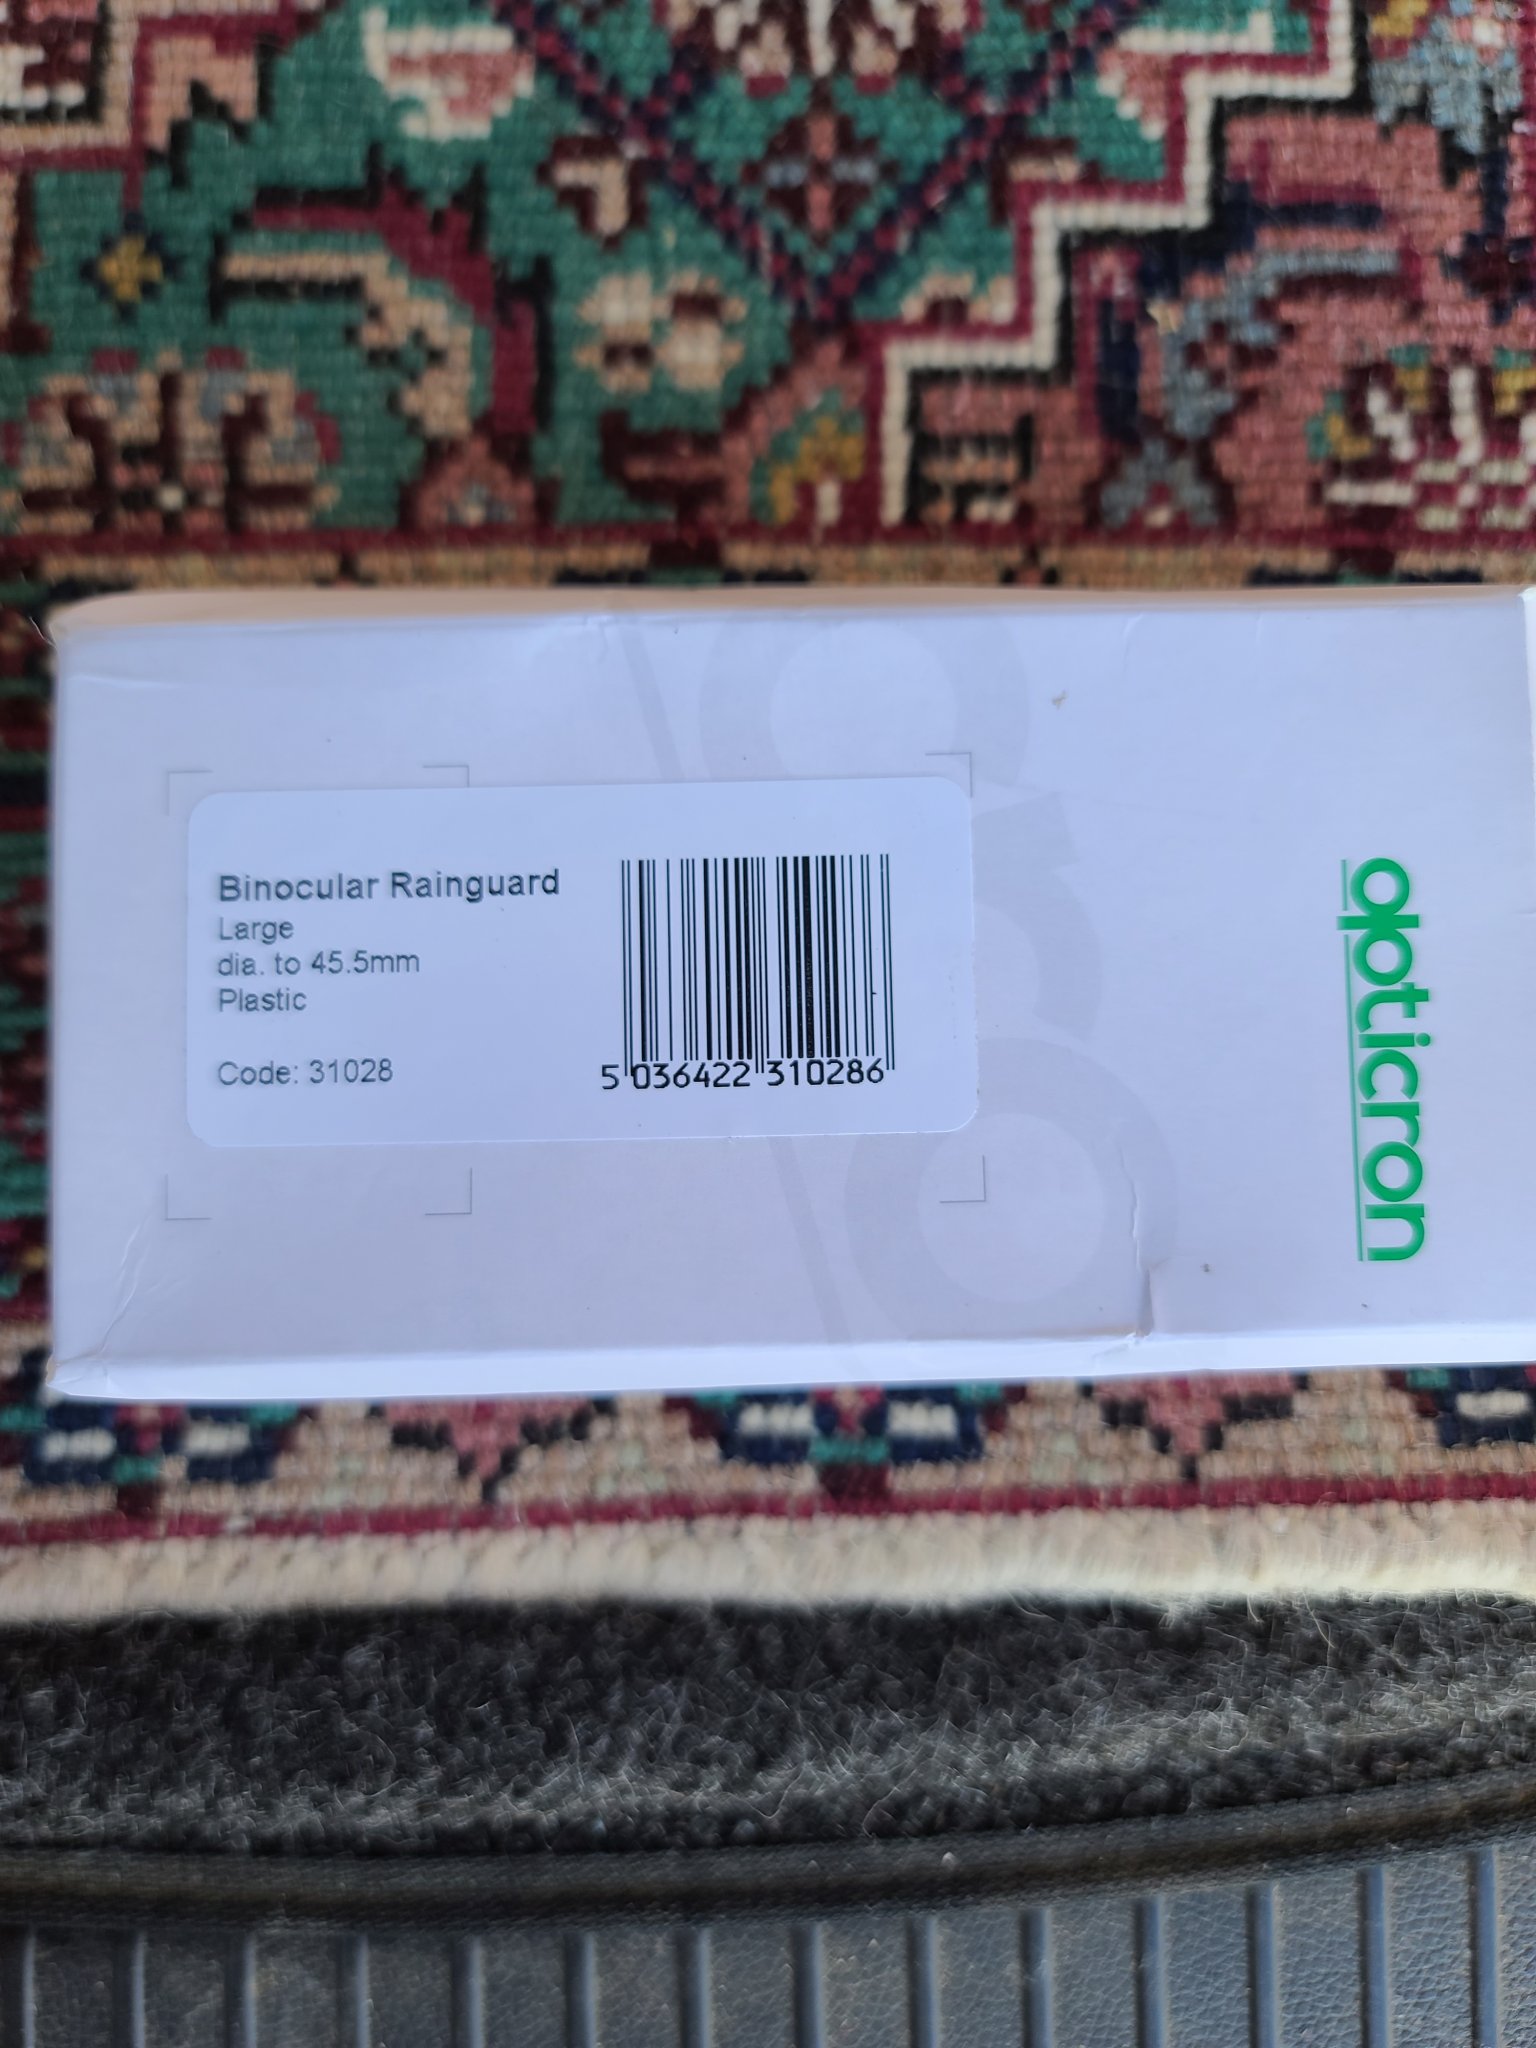 Binocular Rainguard
Large
dia. to 45.5mm
Plastic
Code: 31028
5 036422 310286
opticron